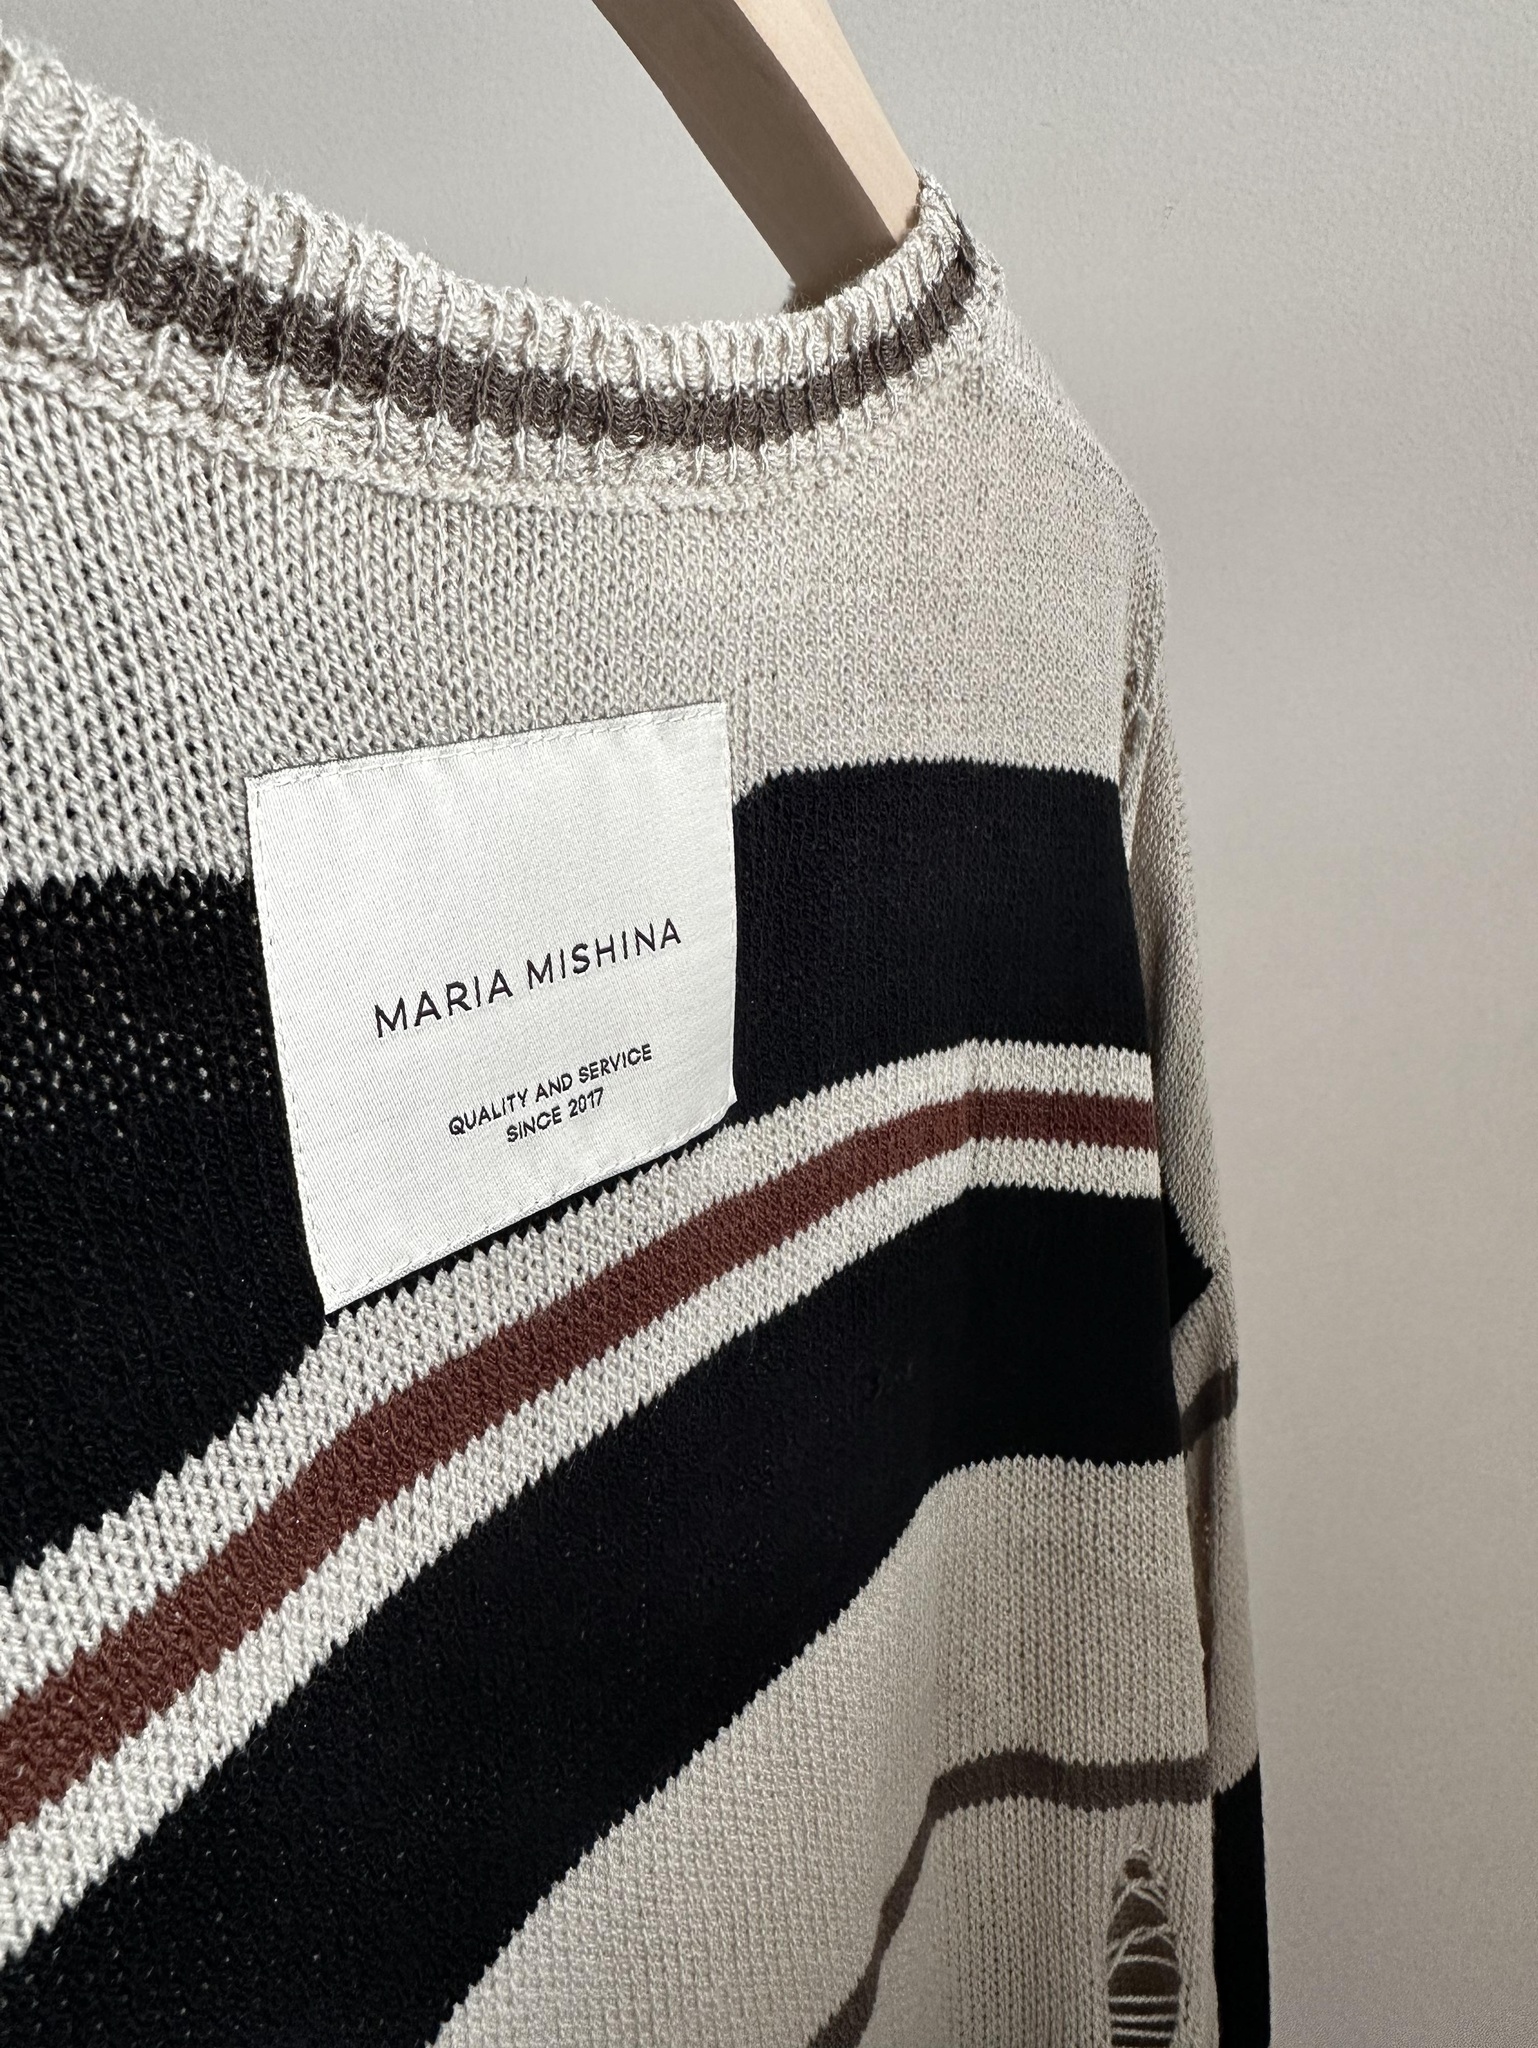 MARIA MISHINA
QUALITY AND SERVICE
SINCE 2017